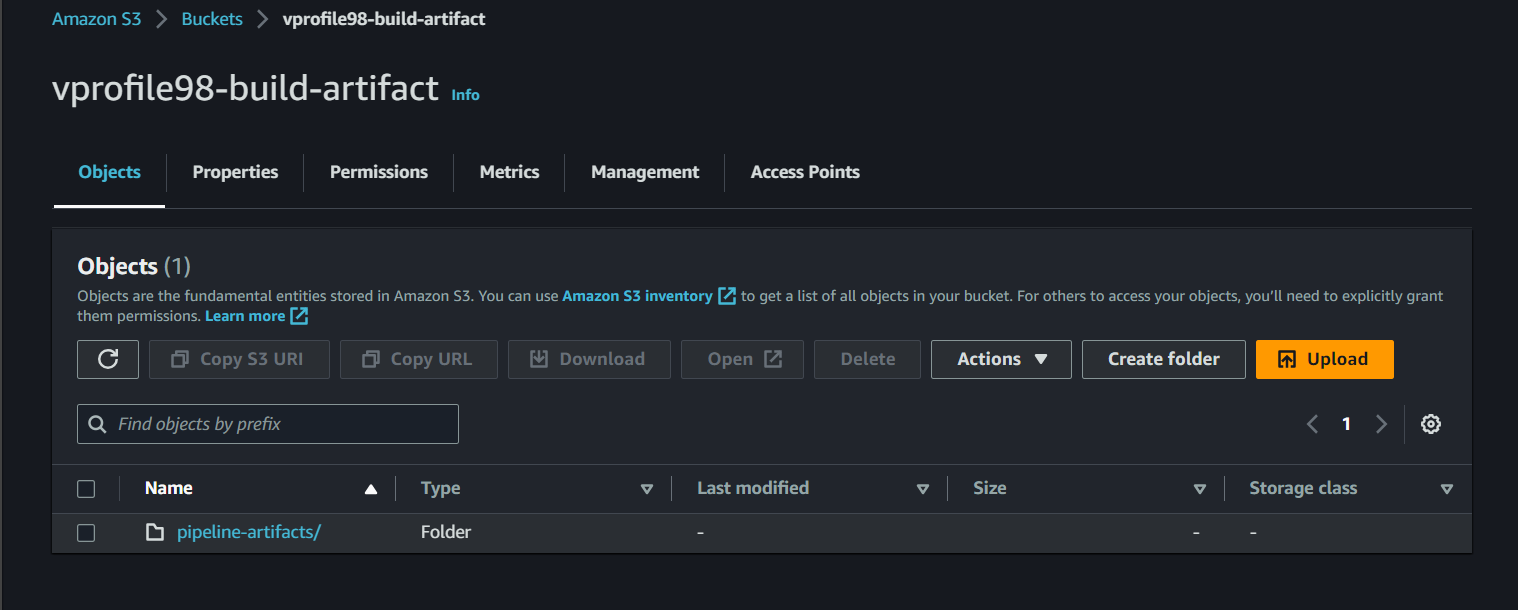 Amazon S3 > Buckets > vprofile98-build-artifact
vprofile98-build-artifact Info
Objects Properties Permissions Metrics Management Access Points
Objects (1)
Objects are the fundamental entities stored in Amazon S3. You can use Amazon S3 inventory to get a list of all objects in your bucket. For others to access your objects, you’ll need to explicitly grant
them permissions. Learn more
Copy S3 URI Copy URL Download Open Delete Actions Create folder Upload
Find objects by prefix 1
Name Type Last modified Size Storage class
pipeline-artifacts/ Folder - - -